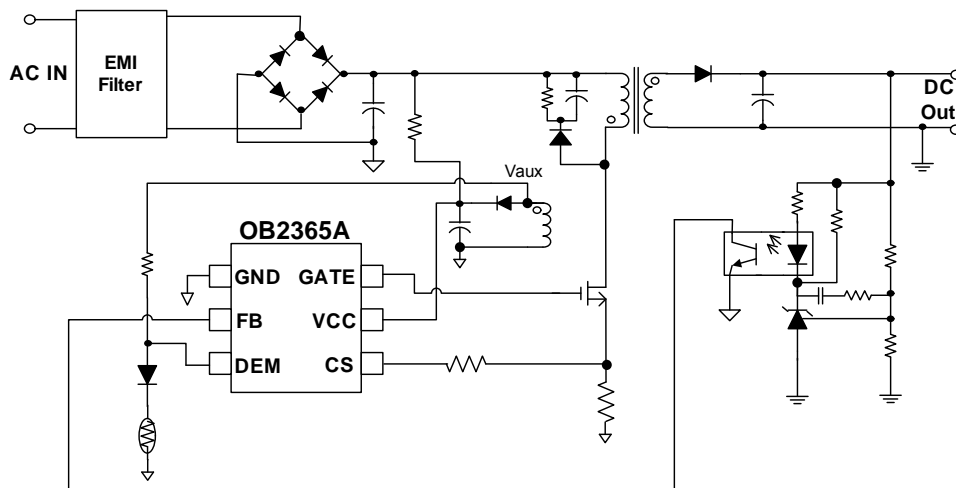 AC IN
EMI
Filter
DC
Out
Vaux
OB2365A
GND
GATE
FB
VCC
DEM
CS